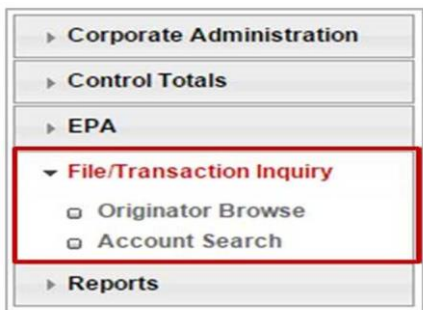 Corporate Administration
Control Totals
EPA
File/Transaction Inquiry
Originator Browse
Account Search
Reports